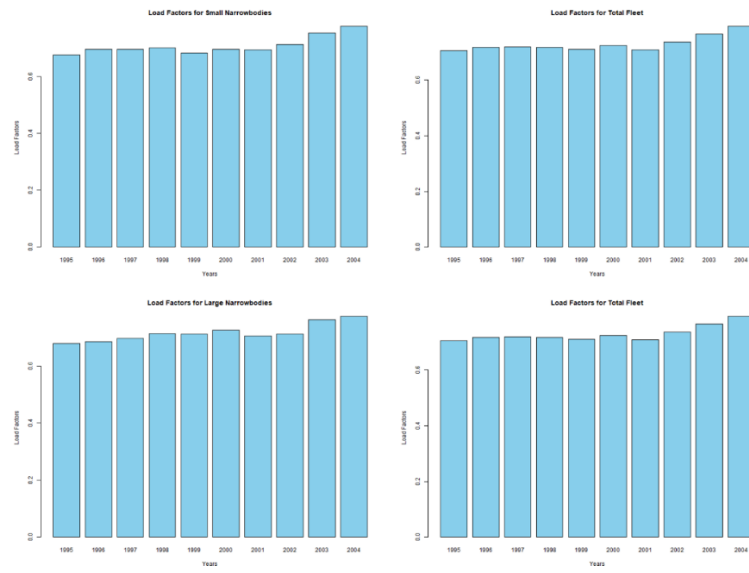 Load Factors for Small Narrowbodies
Load Factors
0.6
0.4
0.2
0.0
1995 1996 1997 1998 1999 2000 2001 2002 2003 2004
Years
Load Factors for Total Fleet
Load Factors
0.6
0.4
0.2
0.0
1995 1996 1997 1998 1999 2000 2001 2002 2003 2004
Years
Load Factors for Large Narrowbodies
Load Factors
0.6
0.4
0.2
0.0
1995 1996 1997 1998 1999 2000 2001 2002 2003 2004
Years
Load Factors for Total Fleet
Load Factors
0.6
0.4
0.2
0.0
1995 1996 1997 1998 1999 2000 2001 2002 2003 2004
Years